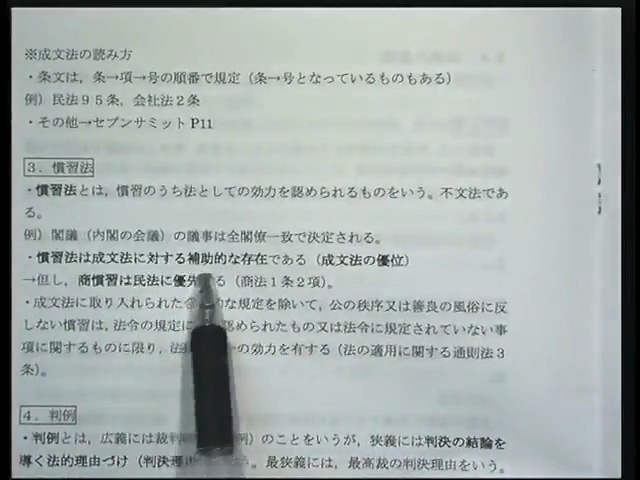 ※成文法の読み方
・条文は，条→項→号の順番で規定（条→号となっているものもある）
例）民法９５条，会社法２条
・その他→セブンサミット P11
３．慣習法
・慣習法とは，慣習のうち法としての効力を認められるものをいう。不文法であ
る。
例）閣議（内閣の会議）の議事は全閣僚一致で決定される。
・慣習法は成文法に対する補助的な存在である（成文法の優位）
→但し，商慣習は民法に優先 る（商法１条２項）。
・成文法に取り入れられた 的な規定を除いて，公の秩序又は善良の風俗に反
しない慣習は，法令の規定に 認められたもの又は法令に規定されていない事
項に関するものに限り，法 の効力を有する（法の適用に関する通則法３
条）。
４．判例
・判例とは，広義には裁判 例）のことをいうが，狭義には判決の結論を
導く法的理由づけ（判決理 。最狭義には，最高裁の判決理由をいう。